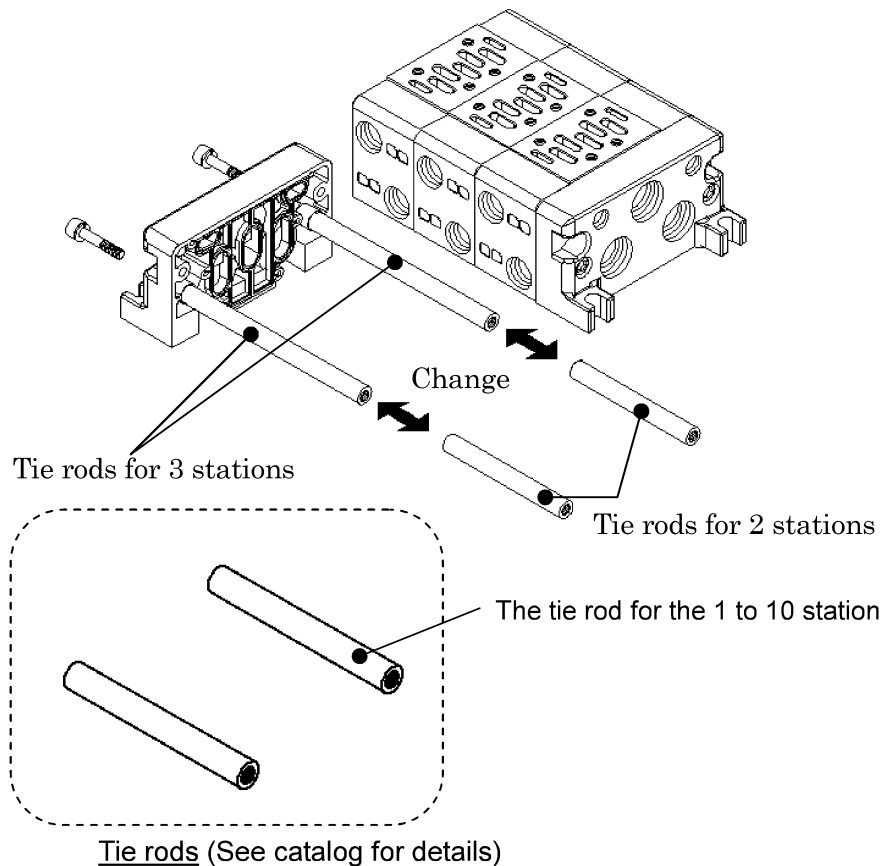 Change
Tie rods for 3 stations
Tie rods for 2 stations
The tie rod for the 1 to 10 station
Tie rods (See catalog for details)